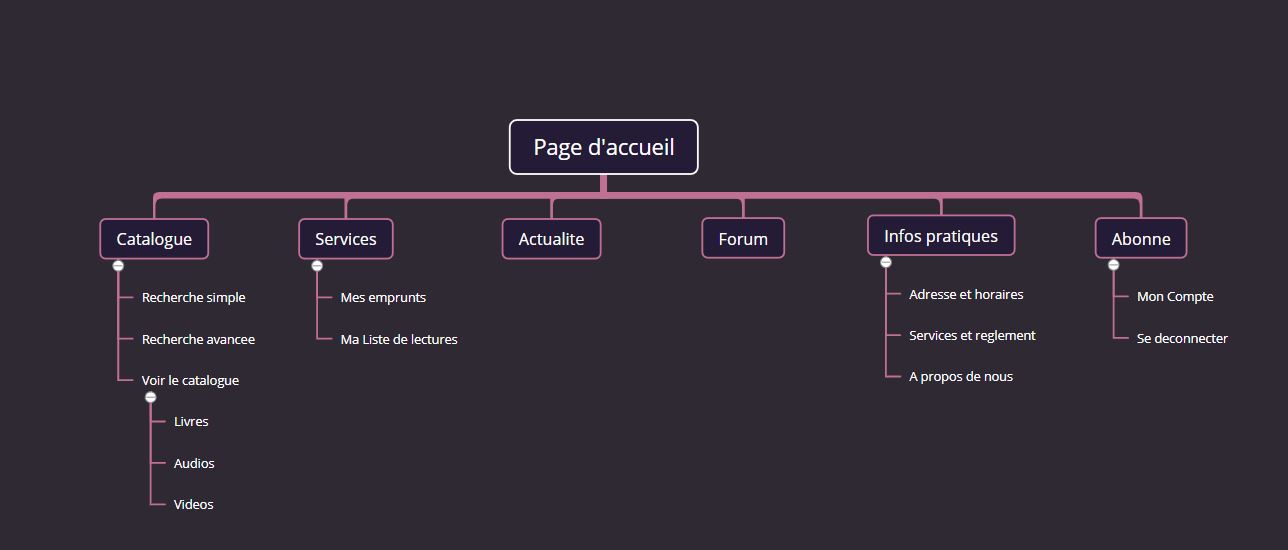 Page d'accueil
Catalogue
Recherche simple
Recherche avancee
Voir le catalogue
Livres
Audios
Videos
Services
Mes emprunts
Ma Liste de lectures
Actualite
Forum
Infos pratiques
Adresse et horaires
Services et reglement
A propos de nous
Abonne
Mon Compte
Se deconnecter